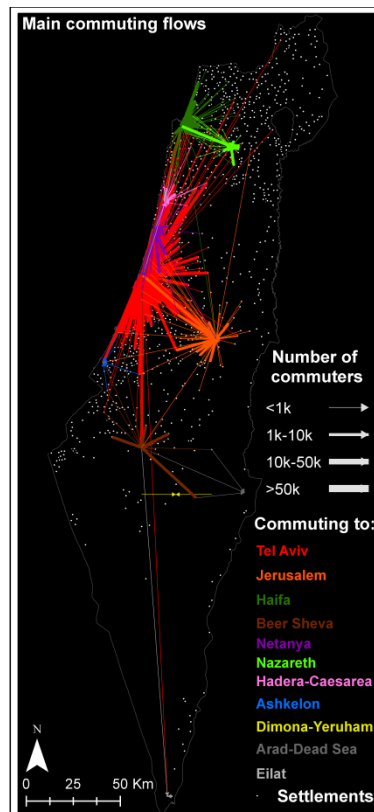 Main commuting flows
Number of
commuters
<1k
1k-10k
10k-50k
>50k
Commuting to:
Tel Aviv
Jerusalem
Haifa
Beer Sheva
Netanya
Nazareth
Hadera-Caesarea
Ashkelon
Dimona-Yeruham
Arad-Dead Sea
Eilat
Settlements
N
0 25 50 Km